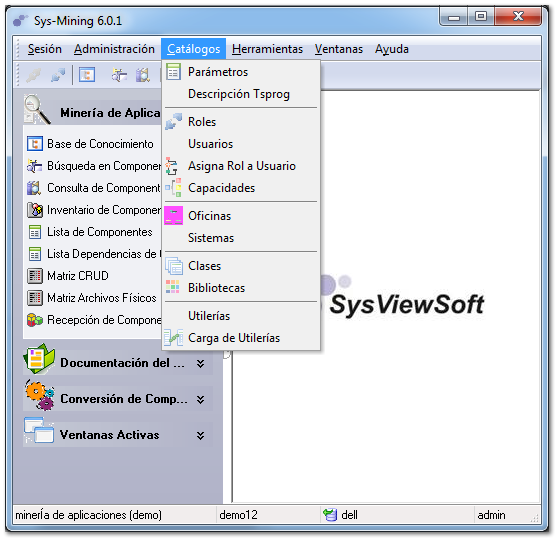 Sys-Mining 6.0.1
Sesión Administración Catálogos Herramientas Ventanas Ayuda
Parámetros
Descripción Tsprog
Roles
Usuarios
Asigna Rol a Usuario
Capacidades
Oficinas
Sistemas
Clases
Bibliotecas
Utilerías
Carga de Utilerías
Minería de Aplica
Base de Conocimiento
Búsqueda en Compone
Consulta de Component
Inventario de Compone
Lista de Componentes
Lista Dependencias de
Matriz CRUD
Matriz Archivos Físicos
Recepción de Compone
Documentación del ...
Conversión de Comp...
Ventanas Activas
SysViewSoft
minería de aplicaciones (demo) demo12 dell admin